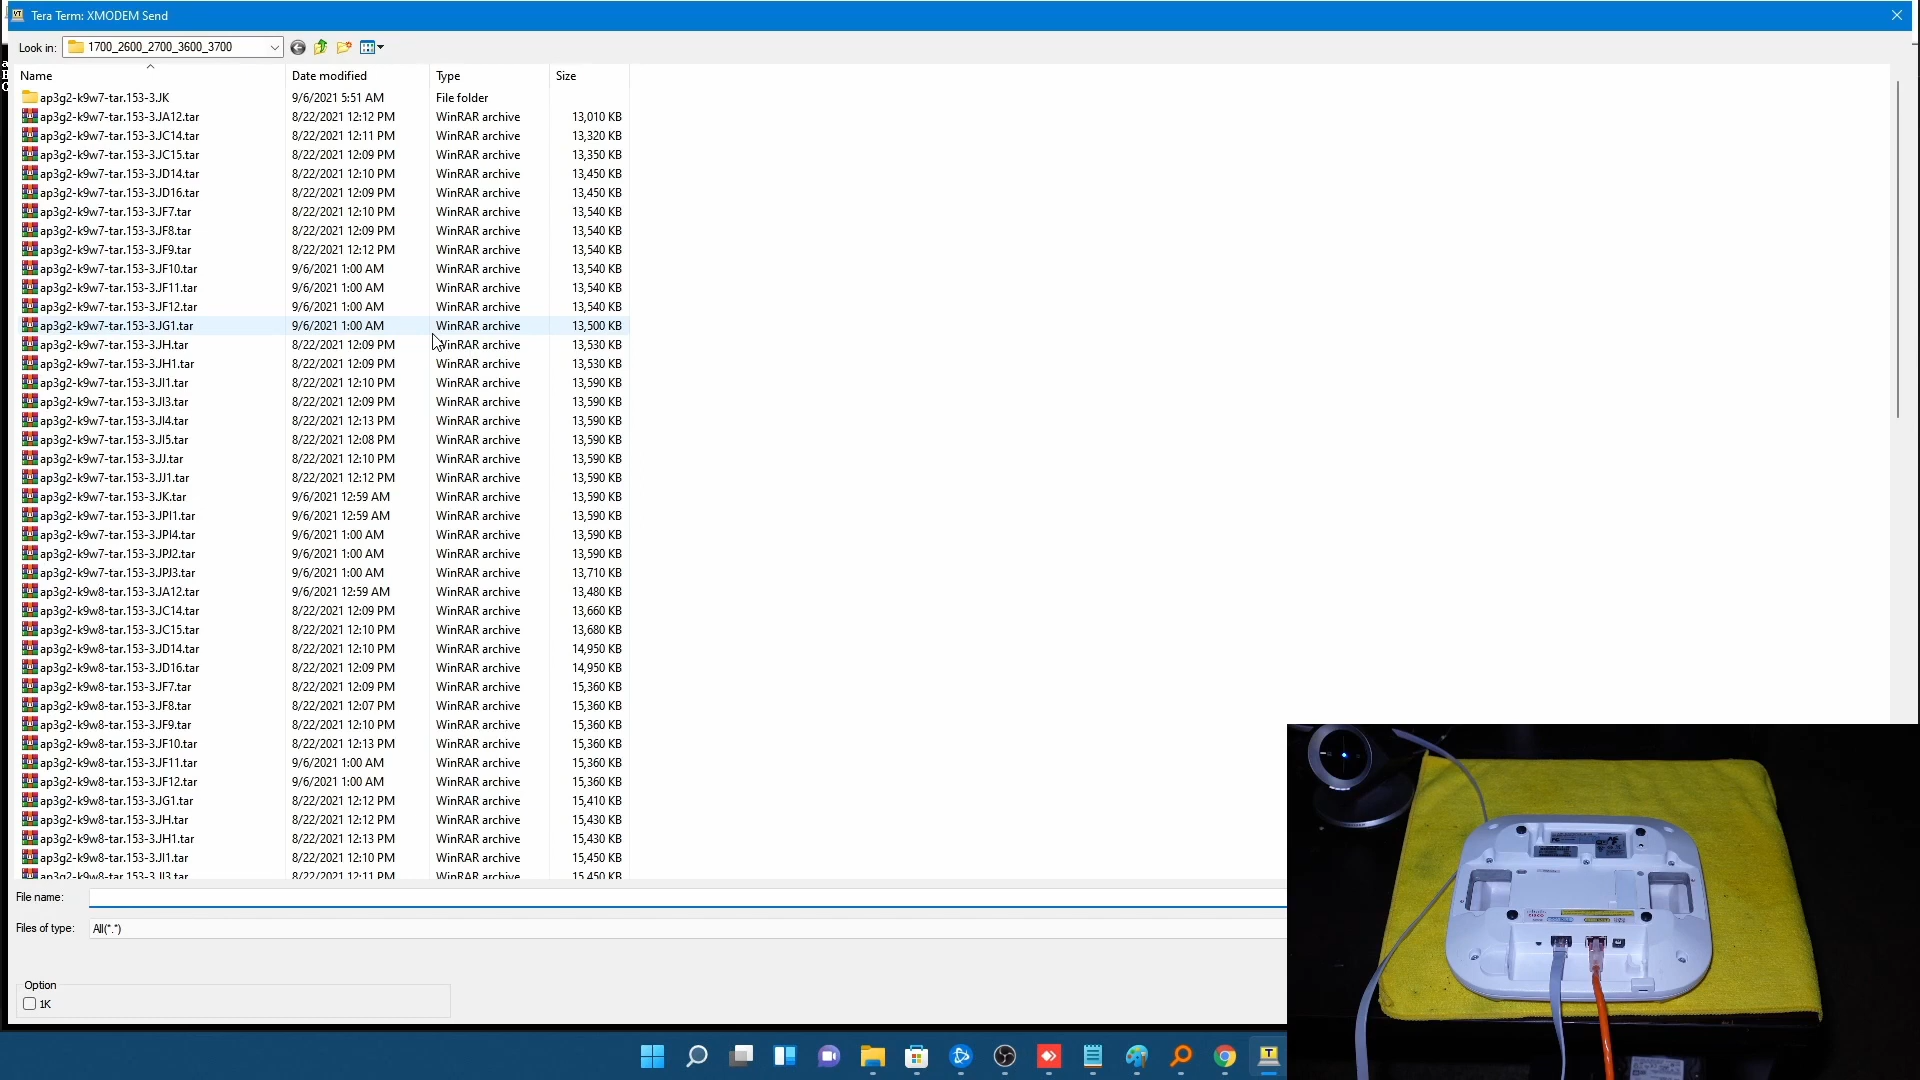 Tera Term: XMODEM Send
Look in: 1700_2600_2700_3600_3700
Name Date modified Type Size
ap3g2-k9w7-tar.153-3.JK 9/6/2021 5:51 AM File folder
ap3g2-k9w7-tar.153-3.JA12.tar 8/22/2021 12:12 PM WinRAR archive 13,010 KB
ap3g2-k9w7-tar.153-3.JC14.tar 8/22/2021 12:11 PM WinRAR archive 13,320 KB
ap3g2-k9w7-tar.153-3.JC15.tar 8/22/2021 12:09 PM WinRAR archive 13,350 KB
ap3g2-k9w7-tar.153-3.JD14.tar 8/22/2021 12:10 PM WinRAR archive 13,450 KB
ap3g2-k9w7-tar.153-3.JD16.tar 8/22/2021 12:09 PM WinRAR archive 13,450 KB
ap3g2-k9w7-tar.153-3.JF7.tar 8/22/2021 12:10 PM WinRAR archive 13,540 KB
ap3g2-k9w7-tar.153-3.JF8.tar 8/22/2021 12:09 PM WinRAR archive 13,540 KB
ap3g2-k9w7-tar.153-3.JF9.tar 8/22/2021 12:12 PM WinRAR archive 13,540 KB
ap3g2-k9w7-tar.153-3.JF10.tar 9/6/2021 1:00 AM WinRAR archive 13,540 KB
ap3g2-k9w7-tar.153-3.JF11.tar 9/6/2021 1:00 AM WinRAR archive 13,540 KB
ap3g2-k9w7-tar.153-3.JF12.tar 9/6/2021 1:00 AM WinRAR archive 13,540 KB
ap3g2-k9w7-tar.153-3.JG1.tar 9/6/2021 1:00 AM WinRAR archive 13,500 KB
ap3g2-k9w7-tar.153-3.JH.tar 8/22/2021 12:09 PM WinRAR archive 13,530 KB
ap3g2-k9w7-tar.153-3.JH1.tar 8/22/2021 12:09 PM WinRAR archive 13,530 KB
ap3g2-k9w7-tar.153-3.JI1.tar 8/22/2021 12:10 PM WinRAR archive 13,590 KB
ap3g2-k9w7-tar.153-3.JI3.tar 8/22/2021 12:09 PM WinRAR archive 13,590 KB
ap3g2-k9w7-tar.153-3.JI4.tar 8/22/2021 12:13 PM WinRAR archive 13,590 KB
ap3g2-k9w7-tar.153-3.JI5.tar 8/22/2021 12:08 PM WinRAR archive 13,590 KB
ap3g2-k9w7-tar.153-3.JJ.tar 8/22/2021 12:10 PM WinRAR archive 13,590 KB
ap3g2-k9w7-tar.153-3.JJ1.tar 8/22/2021 12:12 PM WinRAR archive 13,590 KB
ap3g2-k9w7-tar.153-3.JK.tar 9/6/2021 12:59 AM WinRAR archive 13,590 KB
ap3g2-k9w7-tar.153-3.JPI1.tar 9/6/2021 12:59 AM WinRAR archive 13,590 KB
ap3g2-k9w7-tar.153-3.JPI4.tar 9/6/2021 1:00 AM WinRAR archive 13,590 KB
ap3g2-k9w7-tar.153-3.JPJ2.tar 9/6/2021 1:00 AM WinRAR archive 13,590 KB
ap3g2-k9w7-tar.153-3.JPJ3.tar 9/6/2021 1:00 AM WinRAR archive 13,710 KB
ap3g2-k9w8-tar.153-3.JA12.tar 9/6/2021 12:59 AM WinRAR archive 13,480 KB
ap3g2-k9w8-tar.153-3.JC14.tar 8/22/2021 12:09 PM WinRAR archive 13,660 KB
ap3g2-k9w8-tar.153-3.JC15.tar 8/22/2021 12:10 PM WinRAR archive 13,680 KB
ap3g2-k9w8-tar.153-3.JD14.tar 8/22/2021 12:10 PM WinRAR archive 14,950 KB
ap3g2-k9w8-tar.153-3.JD16.tar 8/22/2021 12:09 PM WinRAR archive 14,950 KB
ap3g2-k9w8-tar.153-3.JF7.tar 8/22/2021 12:09 PM WinRAR archive 15,360 KB
ap3g2-k9w8-tar.153-3.JF8.tar 8/22/2021 12:07 PM WinRAR archive 15,360 KB
ap3g2-k9w8-tar.153-3.JF9.tar 8/22/2021 12:10 PM WinRAR archive 15,360 KB
ap3g2-k9w8-tar.153-3.JF10.tar 8/22/2021 12:13 PM WinRAR archive 15,360 KB
ap3g2-k9w8-tar.153-3.JF11.tar 9/6/2021 1:00 AM WinRAR archive 15,360 KB
ap3g2-k9w8-tar.153-3.JF12.tar 9/6/2021 1:00 AM WinRAR archive 15,360 KB
ap3g2-k9w8-tar.153-3.JG1.tar 8/22/2021 12:12 PM WinRAR archive 15,410 KB
ap3g2-k9w8-tar.153-3.JH.tar 8/22/2021 12:12 PM WinRAR archive 15,430 KB
ap3g2-k9w8-tar.153-3.JH1.tar 8/22/2021 12:13 PM WinRAR archive 15,430 KB
ap3g2-k9w8-tar.153-3.JI1.tar 8/22/2021 12:10 PM WinRAR archive 15,450 KB
ap3g2-k9w8-tar.153-3.JI3.tar 8/22/2021 12:11 PM WinRAR archive 15,450 KB
File name:
Files of type: All(*.*)
Option
1K